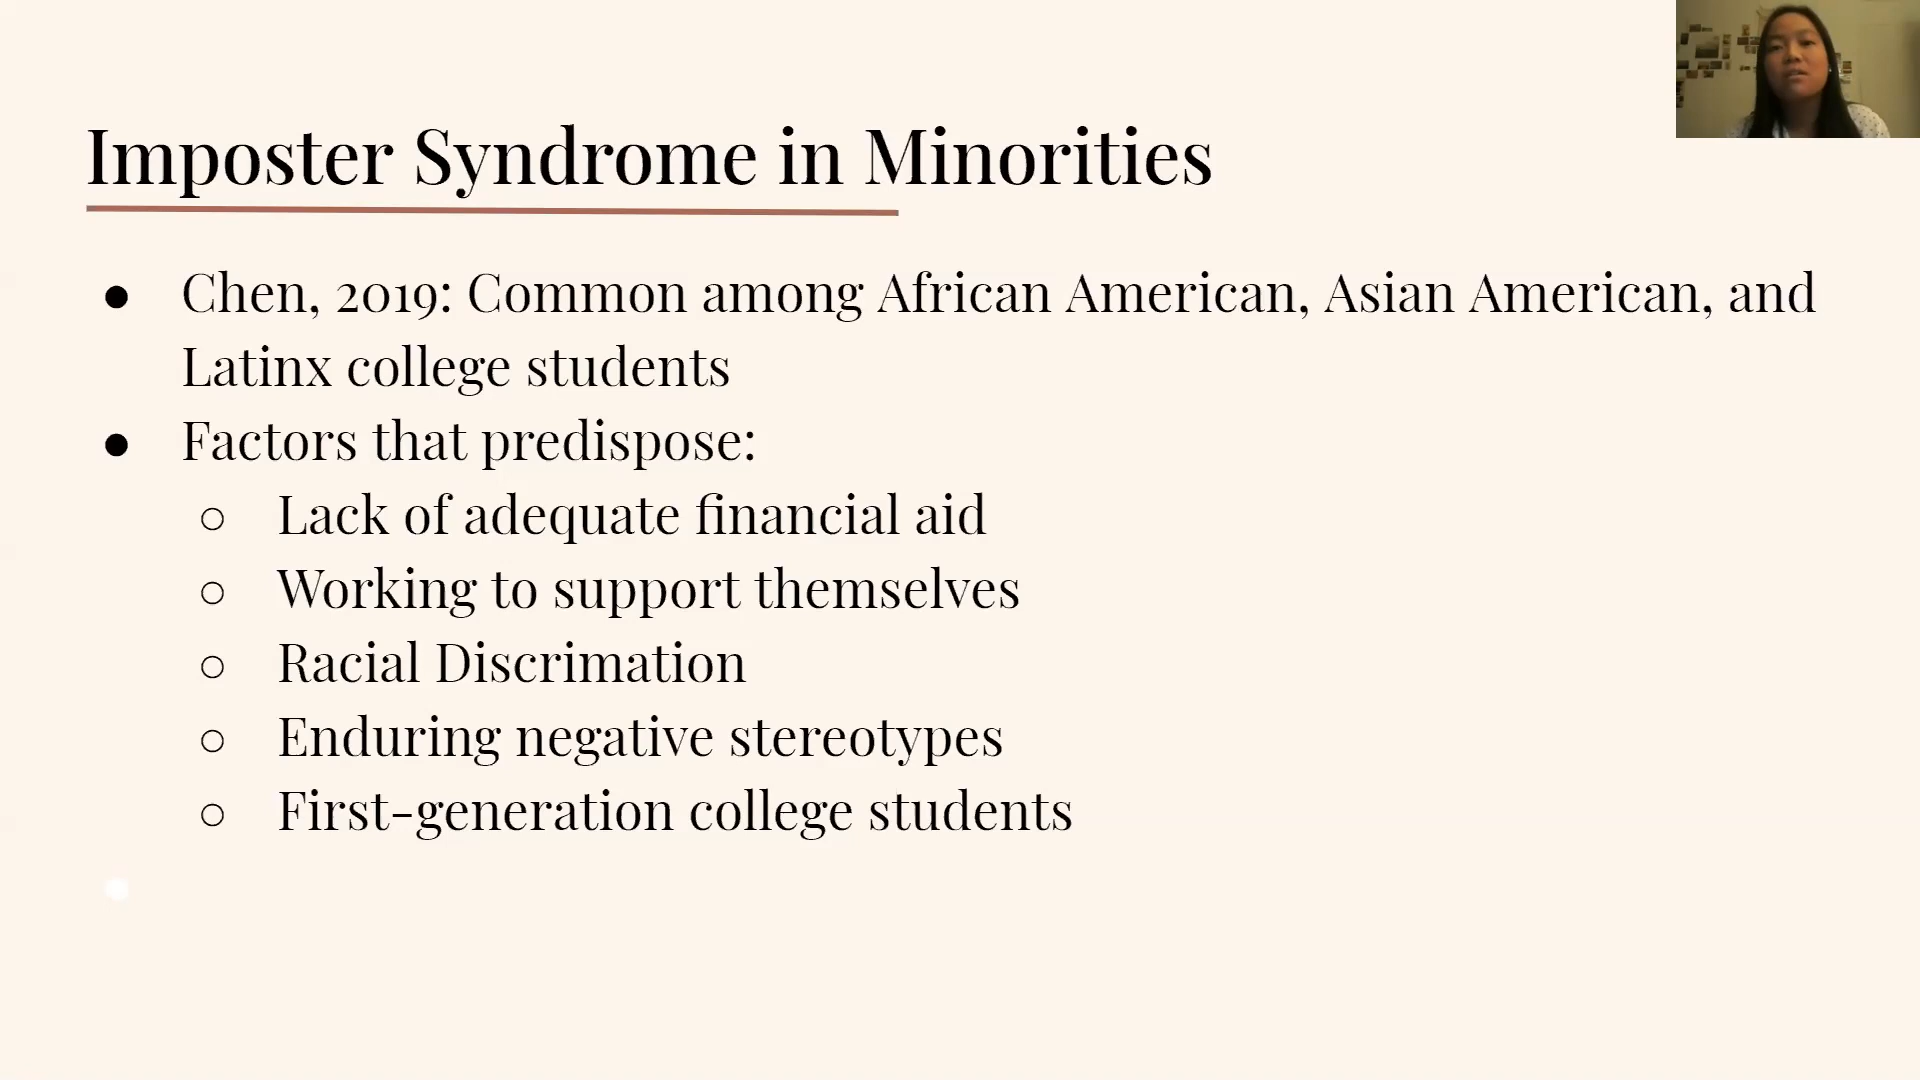 Imposter Syndrome in Minorities
● Chen, 2019: Common among African American, Asian American, and
Latinx college students
● Factors that predispose:
○ Lack of adequate financial aid
○ Working to support themselves
○ Racial Discrimation
○ Enduring negative stereotypes
○ First-generation college students